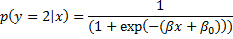 p(y = 2|x) = 1 / (1 + exp(−(βx + β₀)))